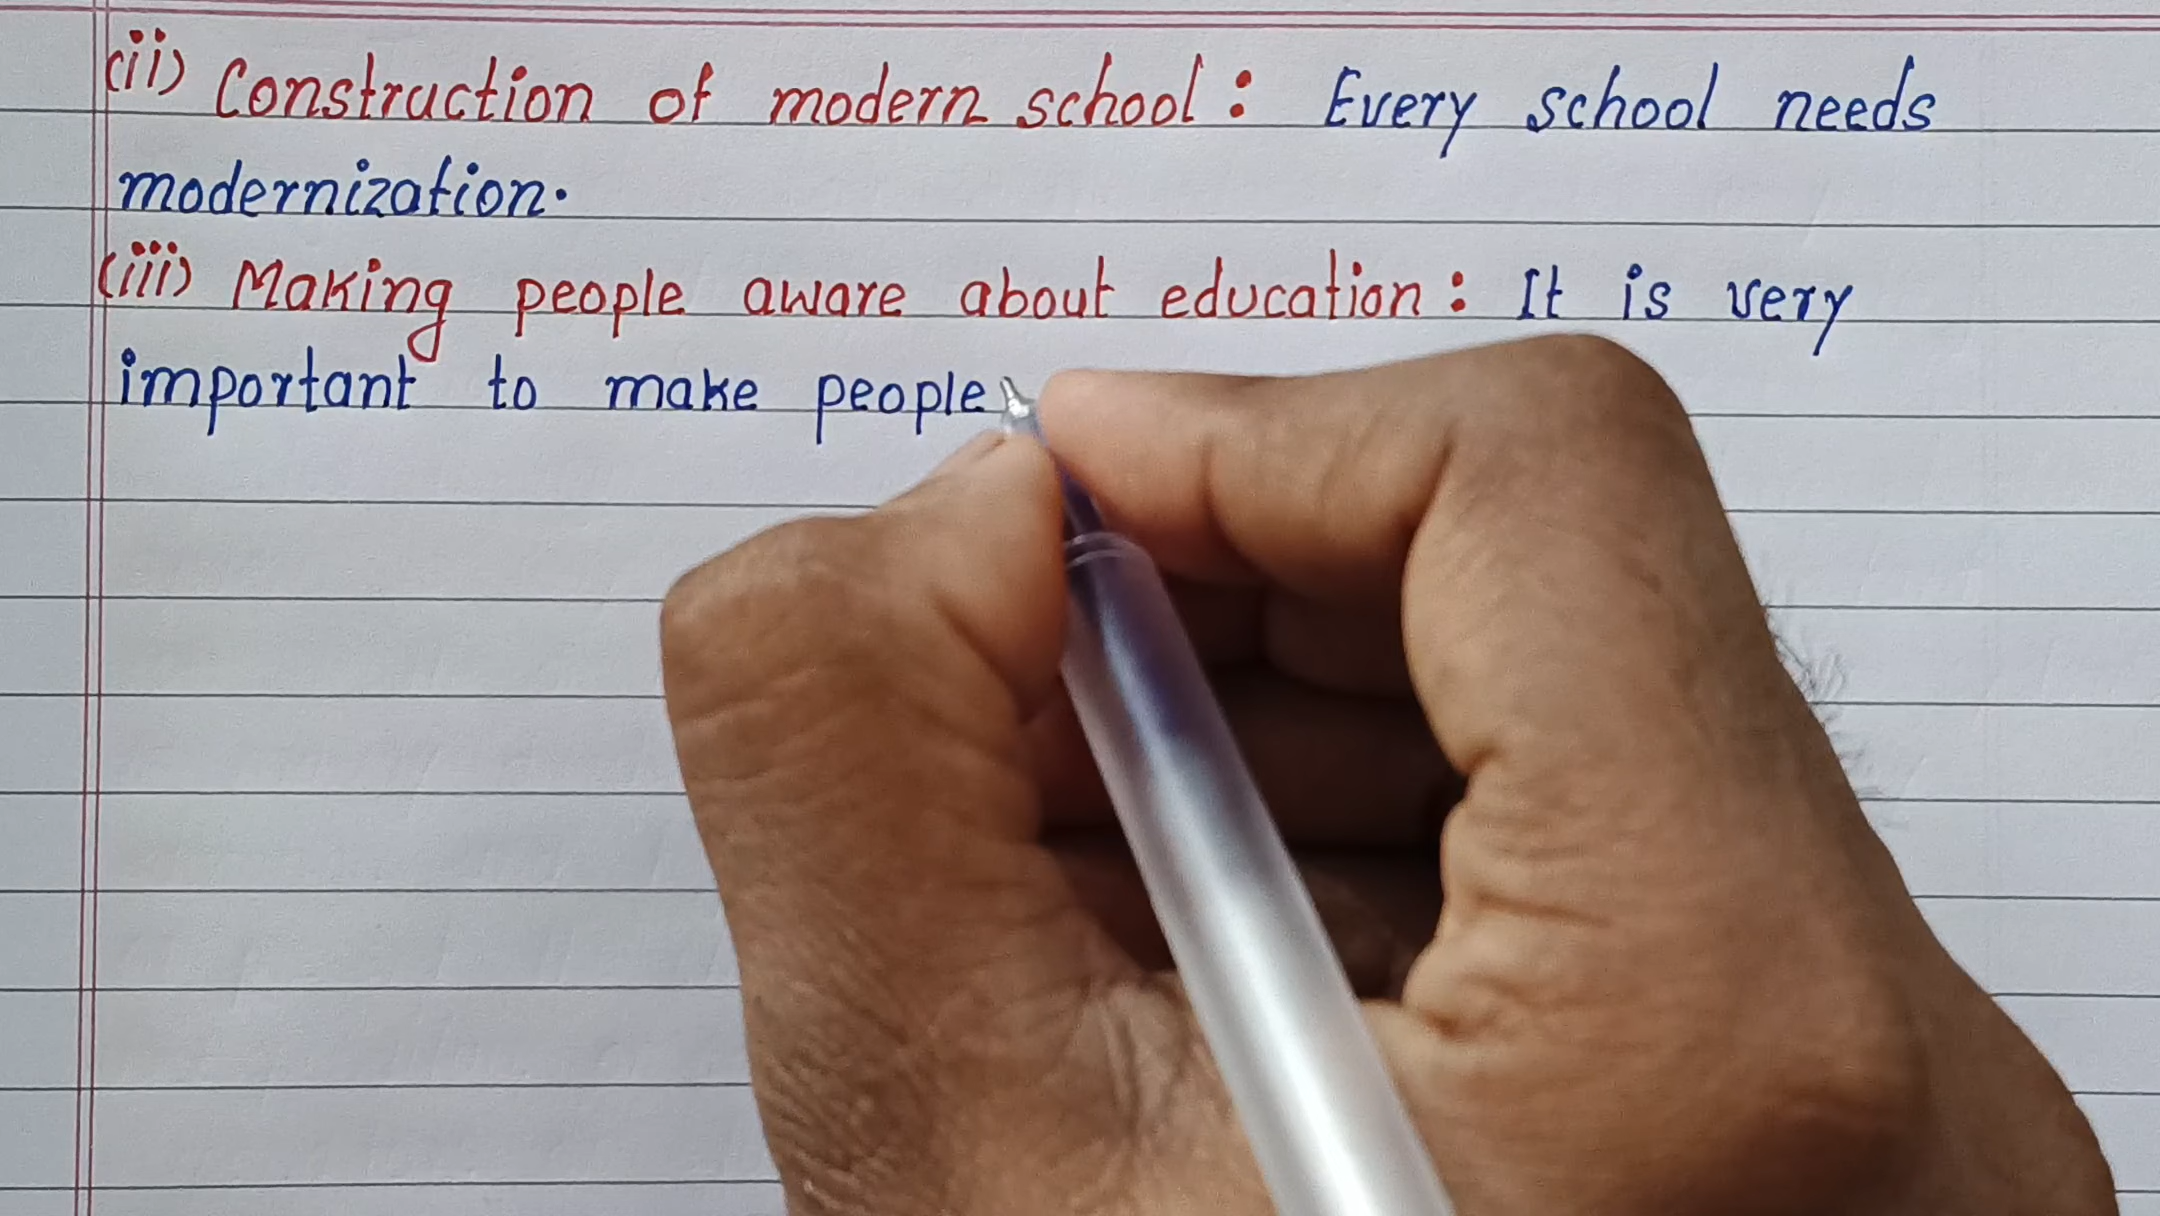 (ii) Construction of modern school: Every school needs
modernization.
(iii) Making people aware about education: It is very
important to make people